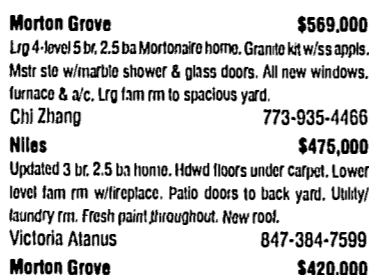 Morton Grove $569,000
Lrg 4-level 5 br, 2.5 ba Mortonaire home. Granite kit w/ss appls.
Mstr ste w/marble shower & glass doors. All new windows,
furnace & a/c. Lrg fam rm to spacious yard.
Chi Zhang 773-935-4466
Niles $475,000
Updated 3 br, 2.5 ba home. Hdwd floors under carpet. Lower
level fam rm w/fireplace. Patio doors to back yard. Utility/
laundry rm. Fresh paint throughout. New roof.
Victoria Atanus 847-384-7599
Morton Grove $420,000